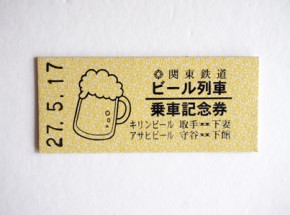 27.5.17
関東鉄道
ビール列車
乗車記念券
キリンビール 取手⇔下妻
アサヒビール 守谷⇔下館